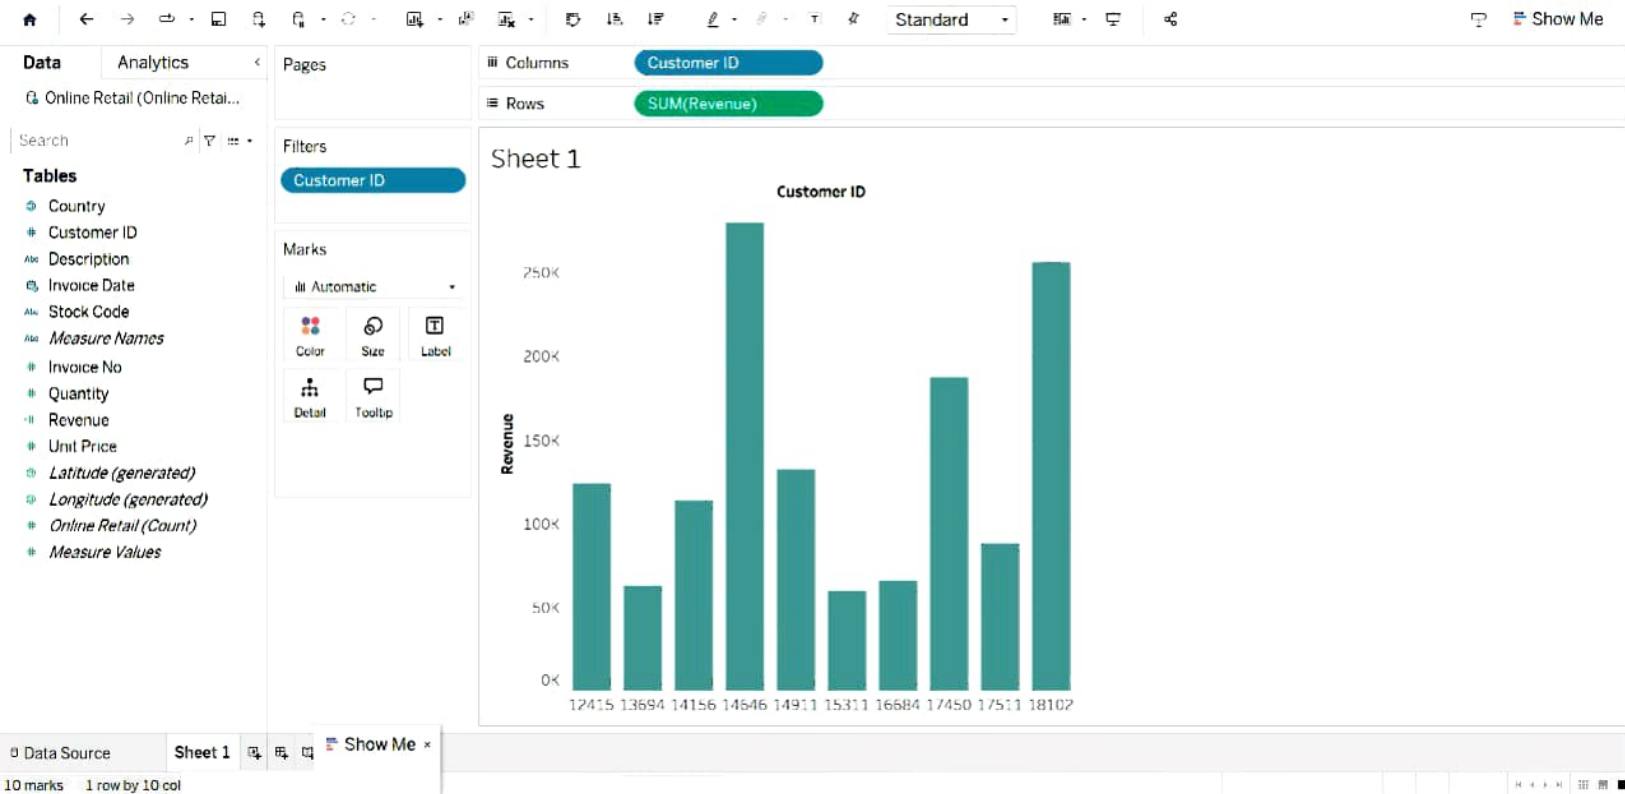 Standard
Show Me
Data
Analytics
Pages
Columns
Customer ID
Online Retail (Online Retai...
Rows
SUM(Revenue)
Search
Filters
Customer ID
Tables
Country
Customer ID
Description
Invoice Date
Stock Code
Measure Names
Invoice No
Quantity
Revenue
Unit Price
Latitude (generated)
Longitude (generated)
Online Retail (Count)
Measure Values
Marks
Automatic
Color
Size
Label
Detail
Tooltip
Sheet 1
Customer ID
Revenue
250K
200K
150K
100K
50K
0K
12415 13694 14156 14646 14911 15311 16684 17450 17511 18102
Data Source
Sheet 1
Show Me
10 marks
1 row by 10 col